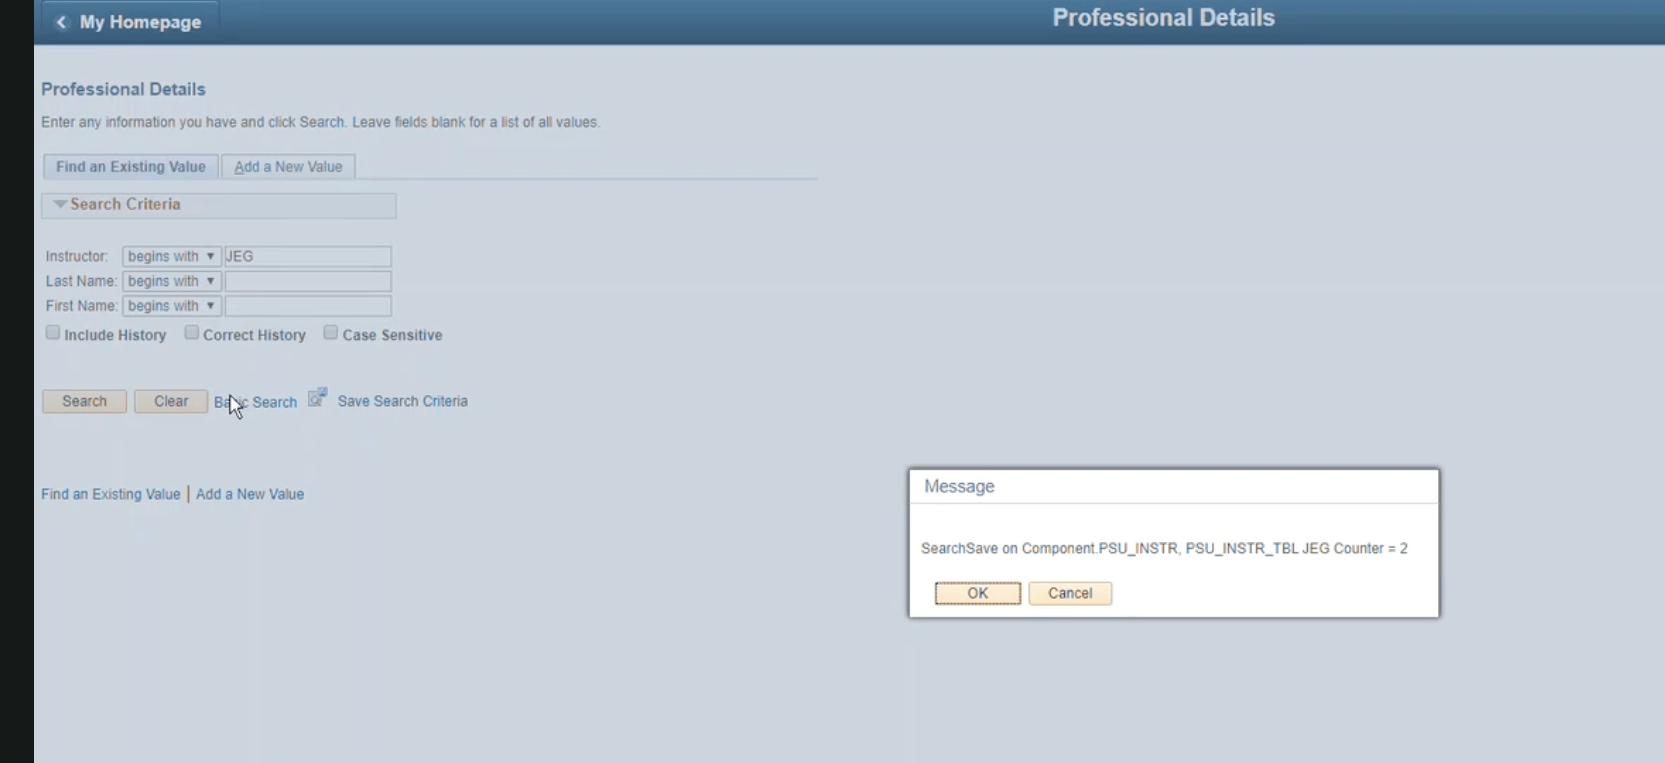 My Homepage
Professional Details
Professional Details
Enter any information you have and click Search. Leave fields blank for a list of all values.
Find an Existing Value Add a New Value
Search Criteria
Instructor: begins with JEG
Last Name: begins with
First Name: begins with
Include History Correct History Case Sensitive
Search Clear Basic Search Save Search Criteria
Find an Existing Value | Add a New Value
Message
SearchSave on Component.PSU_INSTR, PSU_INSTR_TBL JEG Counter = 2
OK Cancel